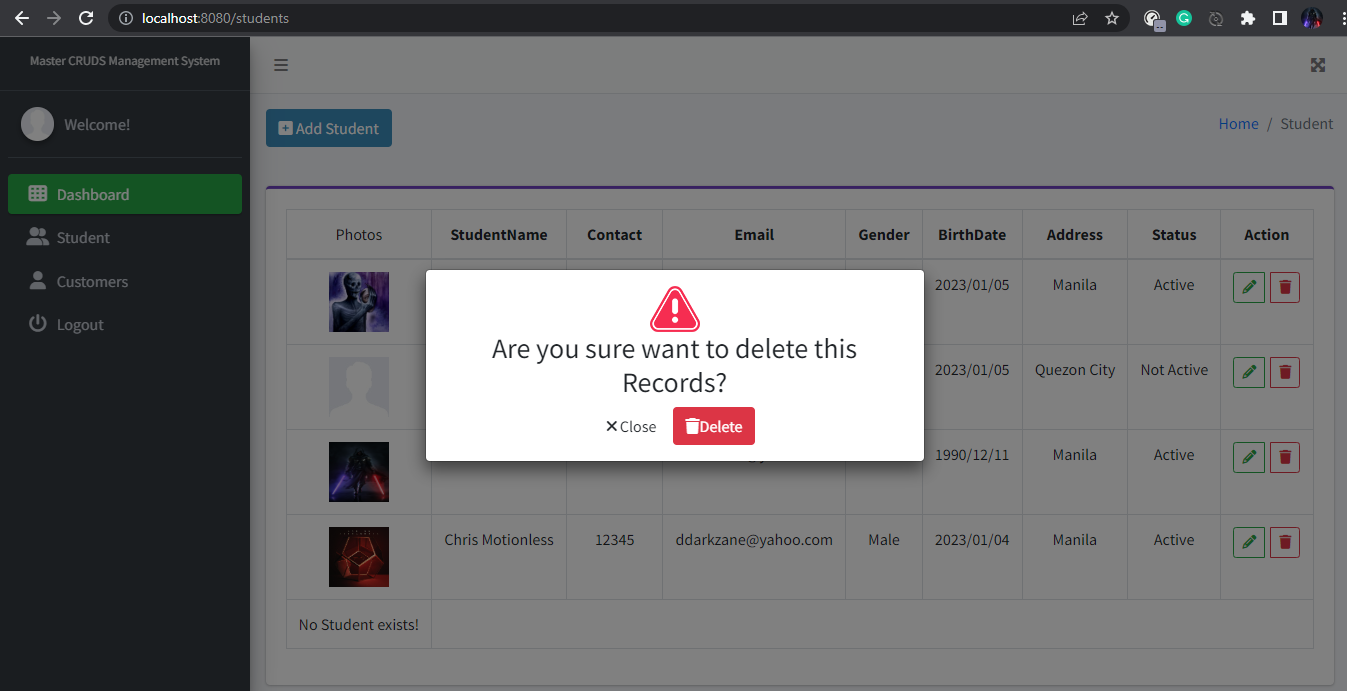 localhost:8080/students
Master CRUDS Management System
Welcome!
Dashboard
Student
Customers
Logout
Add Student
Home / Student
Photos StudentName Contact Email Gender BirthDate Address Status Action
2023/01/05 Manila Active
Are you sure want to delete this
Records?
Close Delete
2023/01/05 Quezon City Not Active
1990/12/11 Manila Active
Chris Motionless 12345 ddarkzane@yahoo.com Male 2023/01/04 Manila Active
No Student exists!